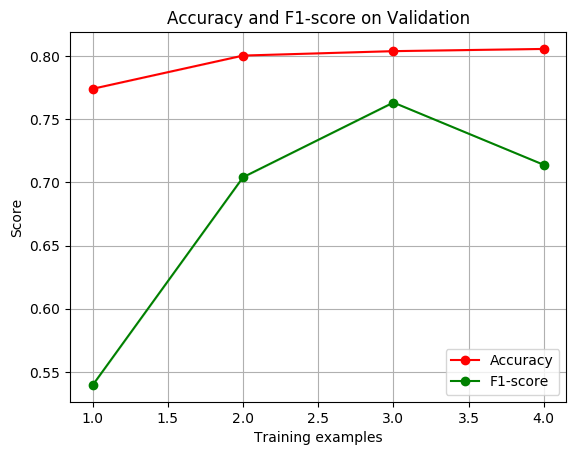 Accuracy and F1-score on Validation
0.80
0.75
0.70
0.65
0.60
0.55
Score
1.0 1.5 2.0 2.5 3.0 3.5 4.0
Training examples
Accuracy
F1-score